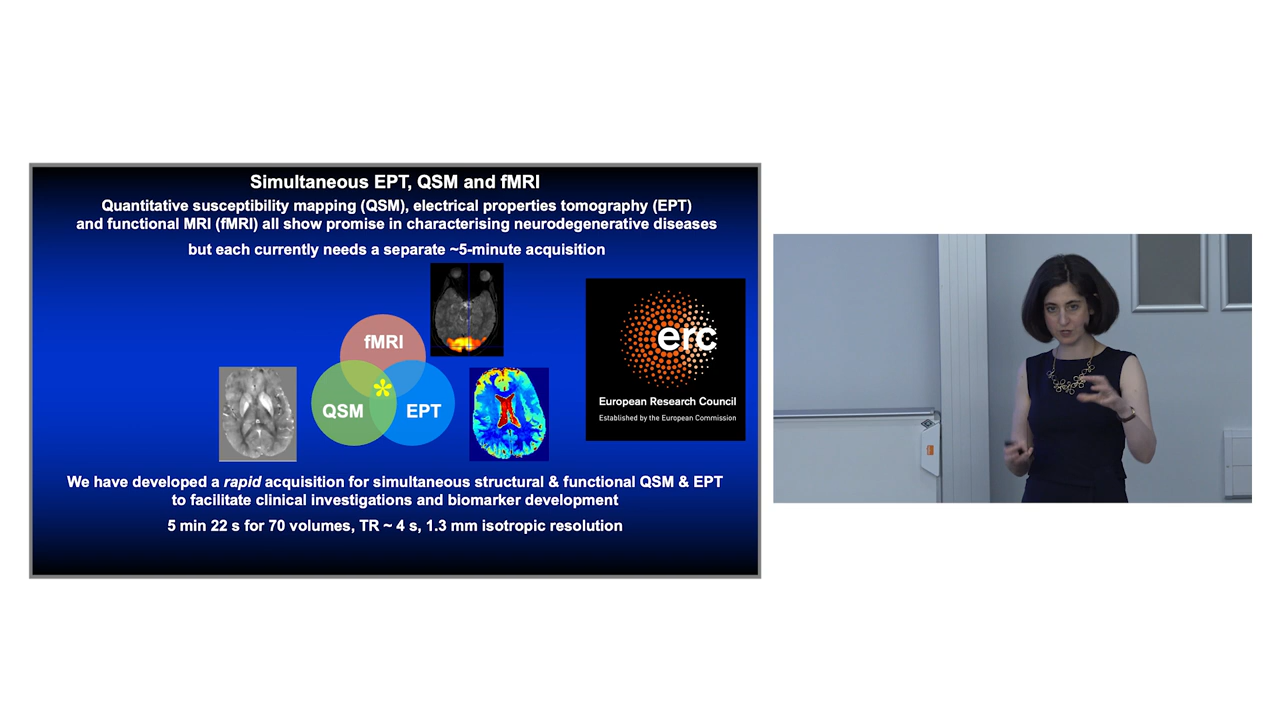 Simultaneous EPT, QSM and fMRI
Quantitative susceptibility mapping (QSM), electrical properties tomography (EPT)
and functional MRI (fMRI) all show promise in characterising neurodegenerative diseases
but each currently needs a separate ~5-minute acquisition
fMRI
QSM
*
EPT
erc
European Research Council
Established by the European Commission
We have developed a rapid acquisition for simultaneous structural & functional QSM & EPT
to facilitate clinical investigations and biomarker development
5 min 22 s for 70 volumes, TR ~ 4 s, 1.3 mm isotropic resolution